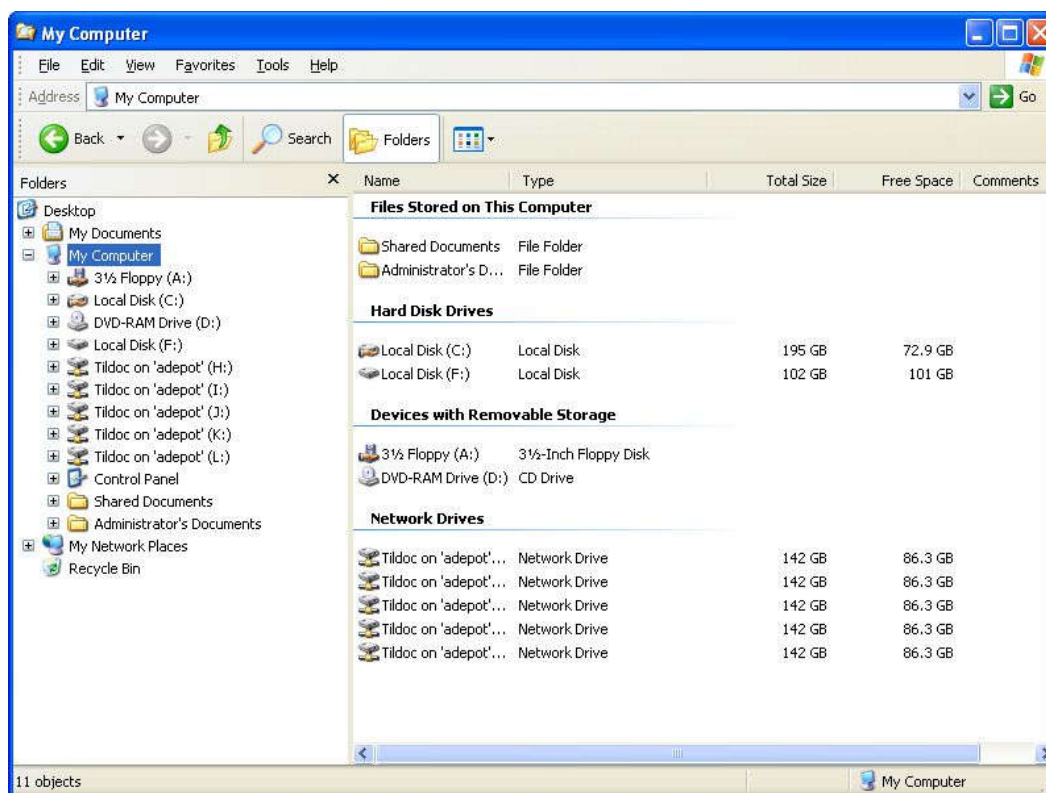 My Computer
File Edit View Favorites Tools Help
Address My Computer Go
Back Search Folders
Folders
Desktop
My Documents
My Computer
3½ Floppy (A:)
Local Disk (C:)
DVD-RAM Drive (D:)
Local Disk (F:)
Tildoc on 'adepot' (H:)
Tildoc on 'adepot' (I:)
Tildoc on 'adepot' (J:)
Tildoc on 'adepot' (K:)
Tildoc on 'adepot' (L:)
Control Panel
Shared Documents
Administrator's Documents
My Network Places
Recycle Bin
Name Type Total Size Free Space Comments
Files Stored on This Computer
Shared Documents File Folder
Administrator's D... File Folder
Hard Disk Drives
Local Disk (C:) Local Disk 195 GB 72.9 GB
Local Disk (F:) Local Disk 102 GB 101 GB
Devices with Removable Storage
3½ Floppy (A:) 3½-Inch Floppy Disk
DVD-RAM Drive (D:) CD Drive
Network Drives
Tildoc on 'adepot'... Network Drive 142 GB 86.3 GB
Tildoc on 'adepot'... Network Drive 142 GB 86.3 GB
Tildoc on 'adepot'... Network Drive 142 GB 86.3 GB
Tildoc on 'adepot'... Network Drive 142 GB 86.3 GB
Tildoc on 'adepot'... Network Drive 142 GB 86.3 GB
11 objects My Computer